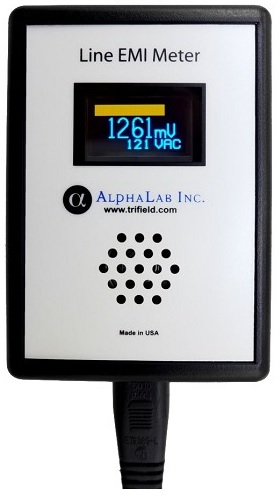 Line EMI Meter
1261mV
121 VAC
α ALPHALAB INC.
www.trifield.com
Made in USA